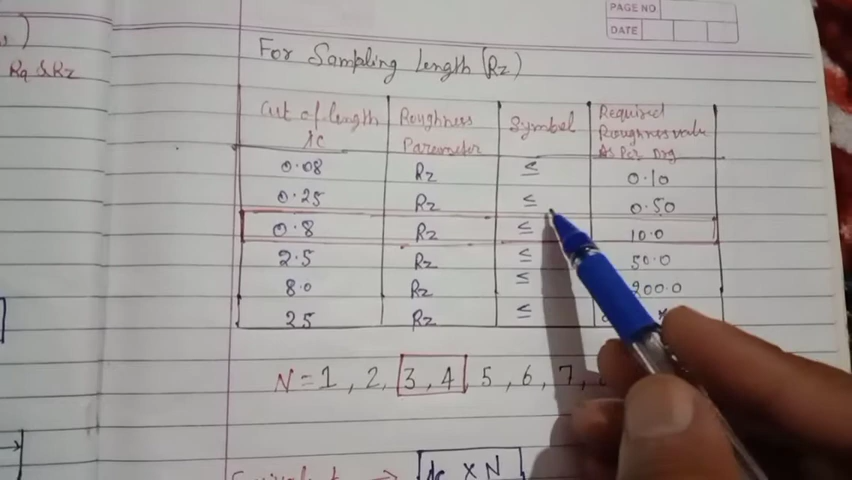 PAGE NO
DATE
Rq & Rz
For Sampling Length (Rz)
Cut of length λc Roughness Parameter Symbol Required Roughness value As Per Drg
0.08 Rz ≤ 0.10
0.25 Rz ≤ 0.50
0.8 Rz ≤ 10.0
2.5 Rz ≤ 50.0
8.0 Rz ≤ 200.0
25 Rz ≤
N = 1, 2, 3, 4, 5, 6, 7,
λc × N